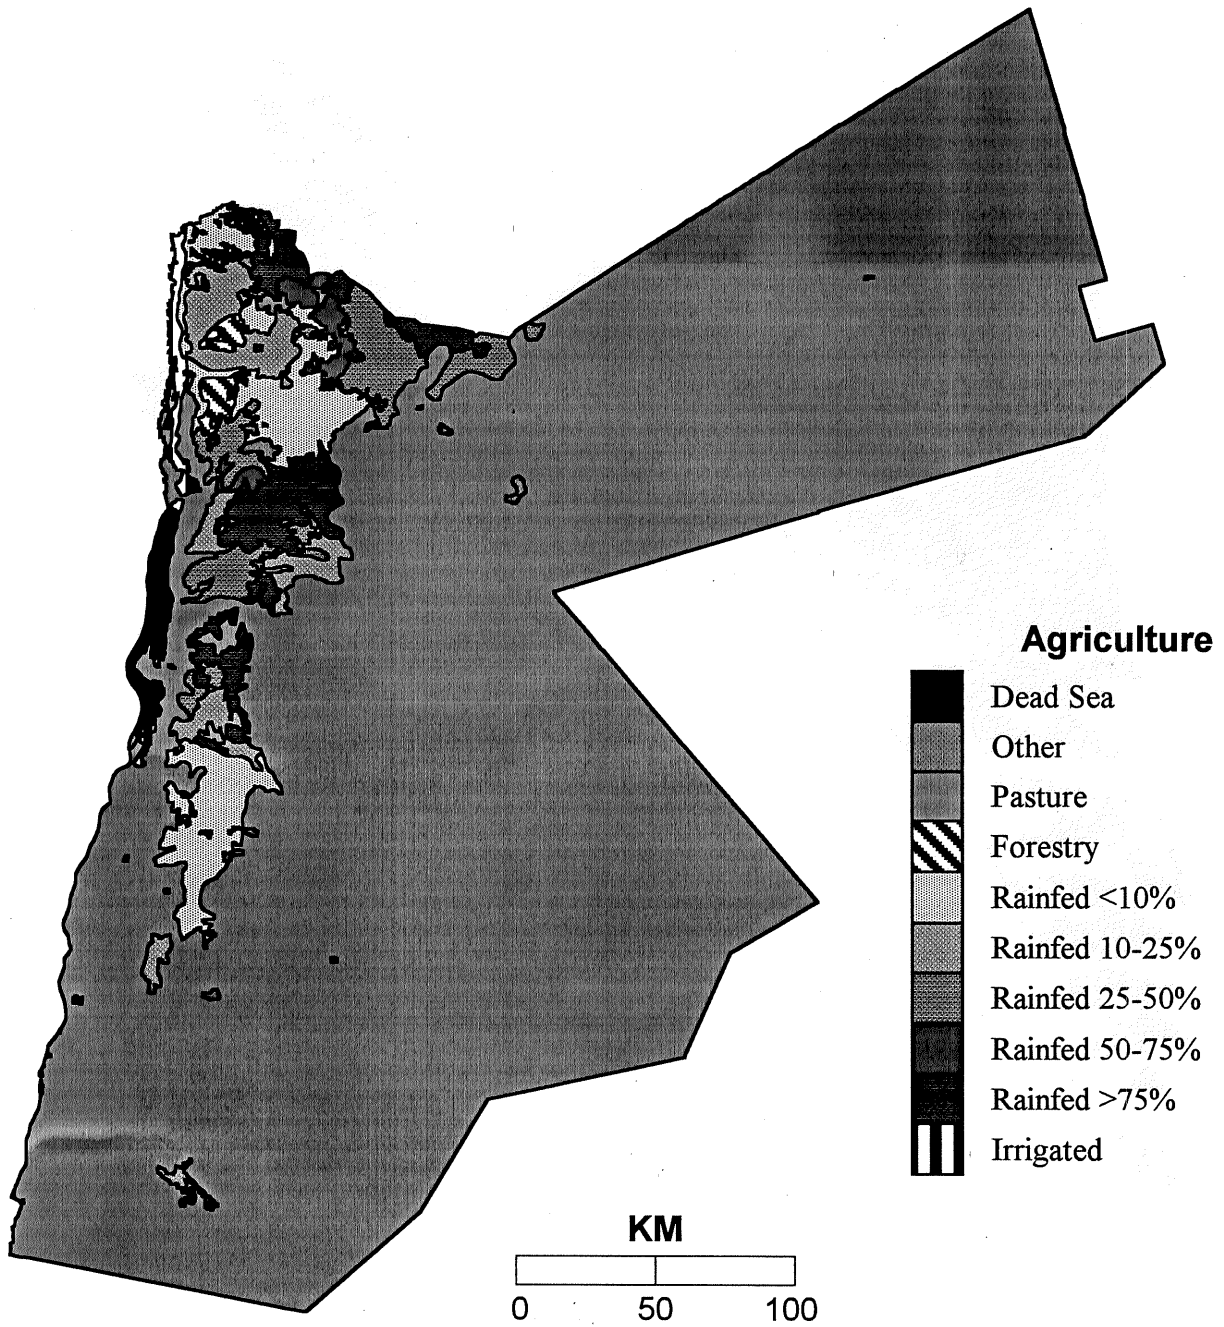 Agriculture
Dead Sea
Other
Pasture
Forestry
Rainfed <10%
Rainfed 10-25%
Rainfed 25-50%
Rainfed 50-75%
Rainfed >75%
Irrigated
KM
0 50 100